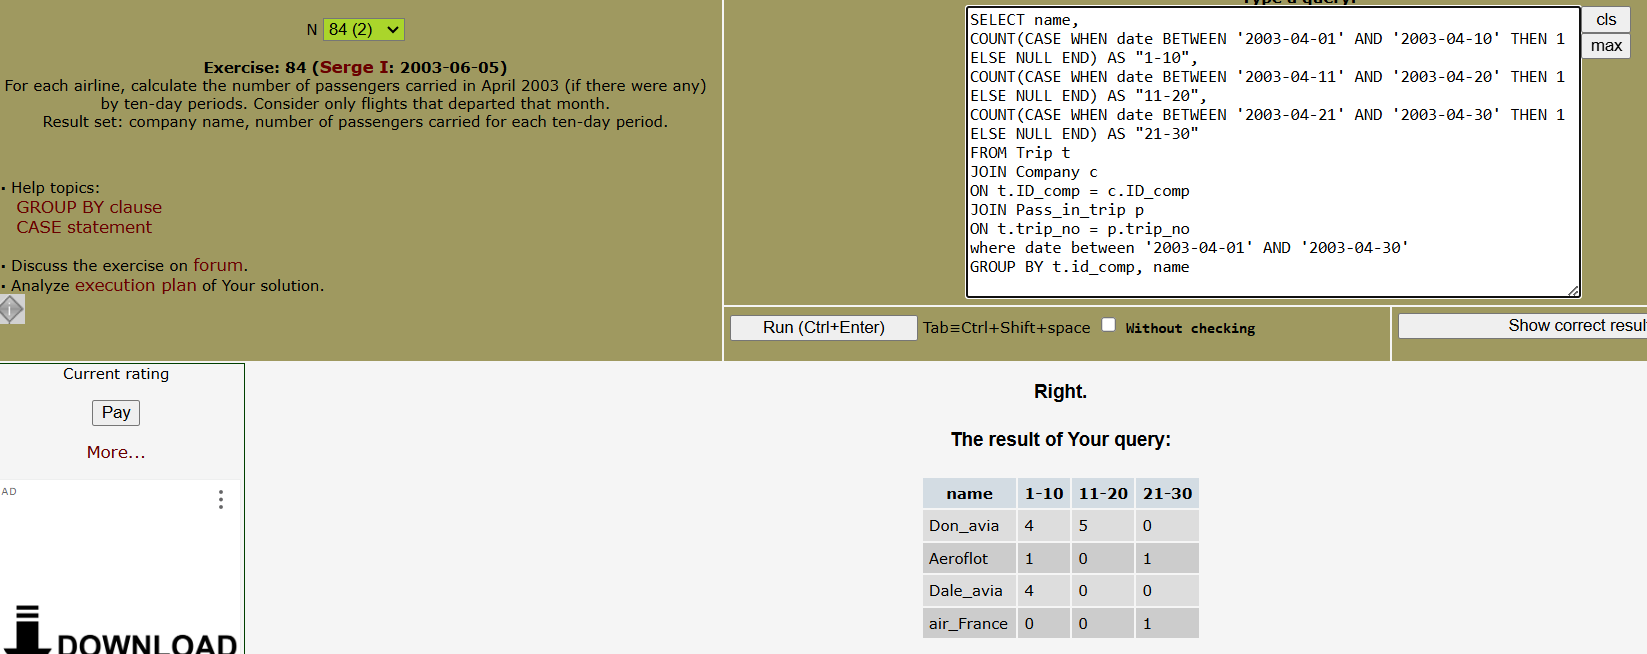 Type a query:
N 84 (2)
Exercise: 84 (Serge I: 2003-06-05)
For each airline, calculate the number of passengers carried in April 2003 (if there were any)
by ten-day periods. Consider only flights that departed that month.
Result set: company name, number of passengers carried for each ten-day period.
· Help topics:
GROUP BY clause
CASE statement
· Discuss the exercise on forum.
· Analyze execution plan of Your solution.
SELECT name,
COUNT(CASE WHEN date BETWEEN '2003-04-01' AND '2003-04-10' THEN 1
ELSE NULL END) AS "1-10",
COUNT(CASE WHEN date BETWEEN '2003-04-11' AND '2003-04-20' THEN 1
ELSE NULL END) AS "11-20",
COUNT(CASE WHEN date BETWEEN '2003-04-21' AND '2003-04-30' THEN 1
ELSE NULL END) AS "21-30"
FROM Trip t
JOIN Company c
ON t.ID_comp = c.ID_comp
JOIN Pass_in_trip p
ON t.trip_no = p.trip_no
where date between '2003-04-01' AND '2003-04-30'
GROUP BY t.id_comp, name
cls
max
Run (Ctrl+Enter) Tab≡Ctrl+Shift+space Without checking
Show correct resul
Current rating
Pay
More...
AD
DOWNLOAD
Right.
The result of Your query:
name 1-10 11-20 21-30
Don_avia 4 5 0
Aeroflot 1 0 1
Dale_avia 4 0 0
air_France 0 0 1